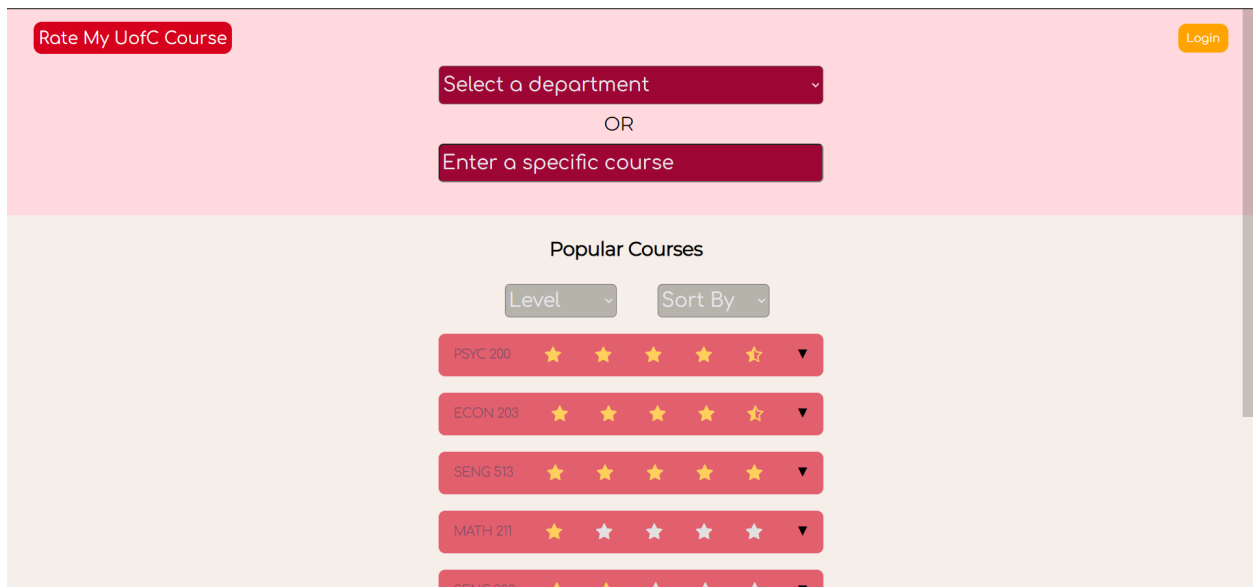 Rate My UofC Course
Login
Select a department
OR
Enter a specific course
Popular Courses
Level
Sort By
PSYC 200
ECON 203
SENG 513
MATH 211